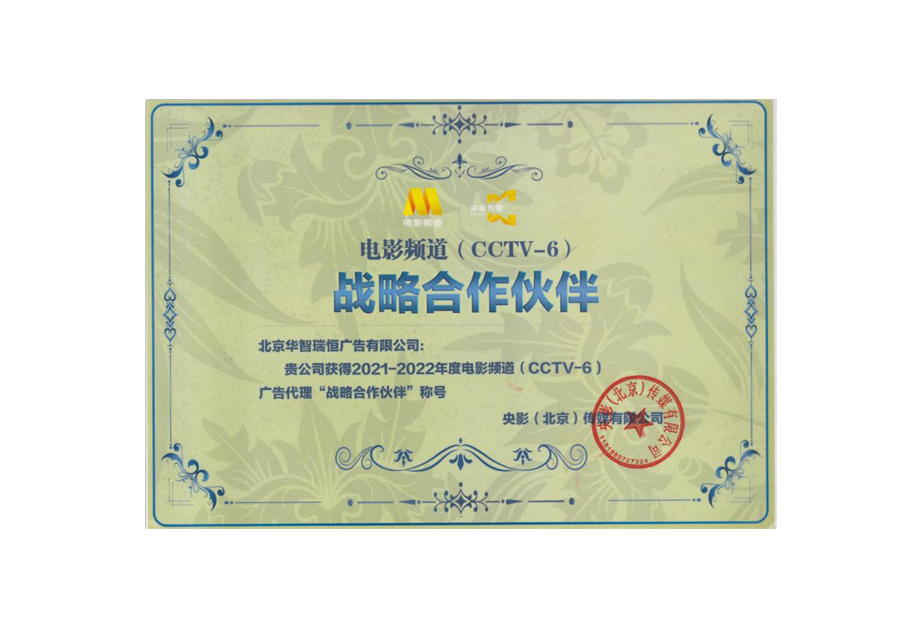 电影频道
央影传媒
电影频道（CCTV-6）
战略合作伙伴
北京华智瑞恒广告有限公司：
贵公司获得2021-2022年度电影频道（CCTV-6）
广告代理“战略合作伙伴”称号
央影（北京）传媒有限公司
央影（北京）传媒有限公司